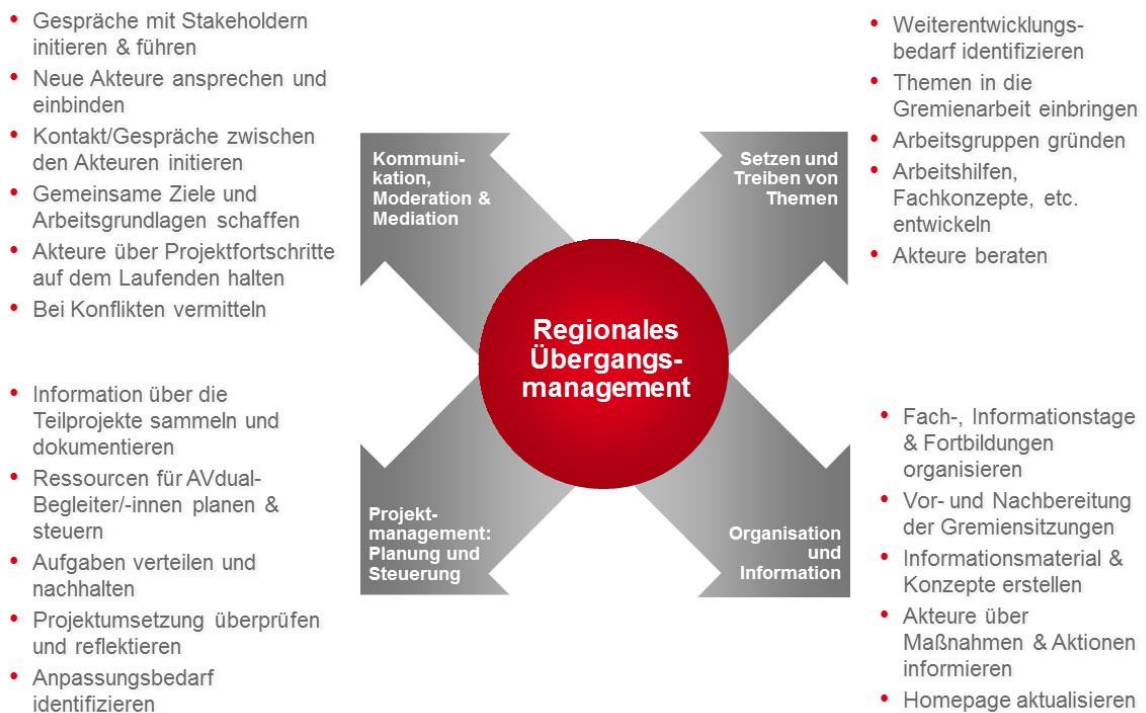 Gespräche mit Stakeholdern
initiieren & führen
Neue Akteure ansprechen und
einbinden
Kontakt/Gespräche zwischen
den Akteuren initiieren
Gemeinsame Ziele und
Arbeitsgrundlagen schaffen
Akteure über Projektfortschritte
auf dem Laufenden halten
Bei Konflikten vermitteln
Kommuni-
kation,
Moderation &
Mediation
Setzen und
Treiben von
Themen
Weiterentwicklungs-
bedarf identifizieren
Themen in die
Gremienarbeit einbringen
Arbeitsgruppen gründen
Arbeitshilfen,
Fachkonzepte, etc.
entwickeln
Akteure beraten
Regionales
Übergangs-
management
Information über die
Teilprojekte sammeln und
dokumentieren
Ressourcen für AVdual-
Begleiter/-innen planen &
steuern
Aufgaben verteilen und
nachhalten
Projektumsetzung überprüfen
und reflektieren
Anpassungsbedarf
identifizieren
Projekt-
management:
Planung und
Steuerung
Organisation
und
Information
Fach-, Informationstage
& Fortbildungen
organisieren
Vor- und Nachbereitung
der Gremiensitzungen
Informationsmaterial &
Konzepte erstellen
Akteure über
Maßnahmen & Aktionen
informieren
Homepage aktualisieren